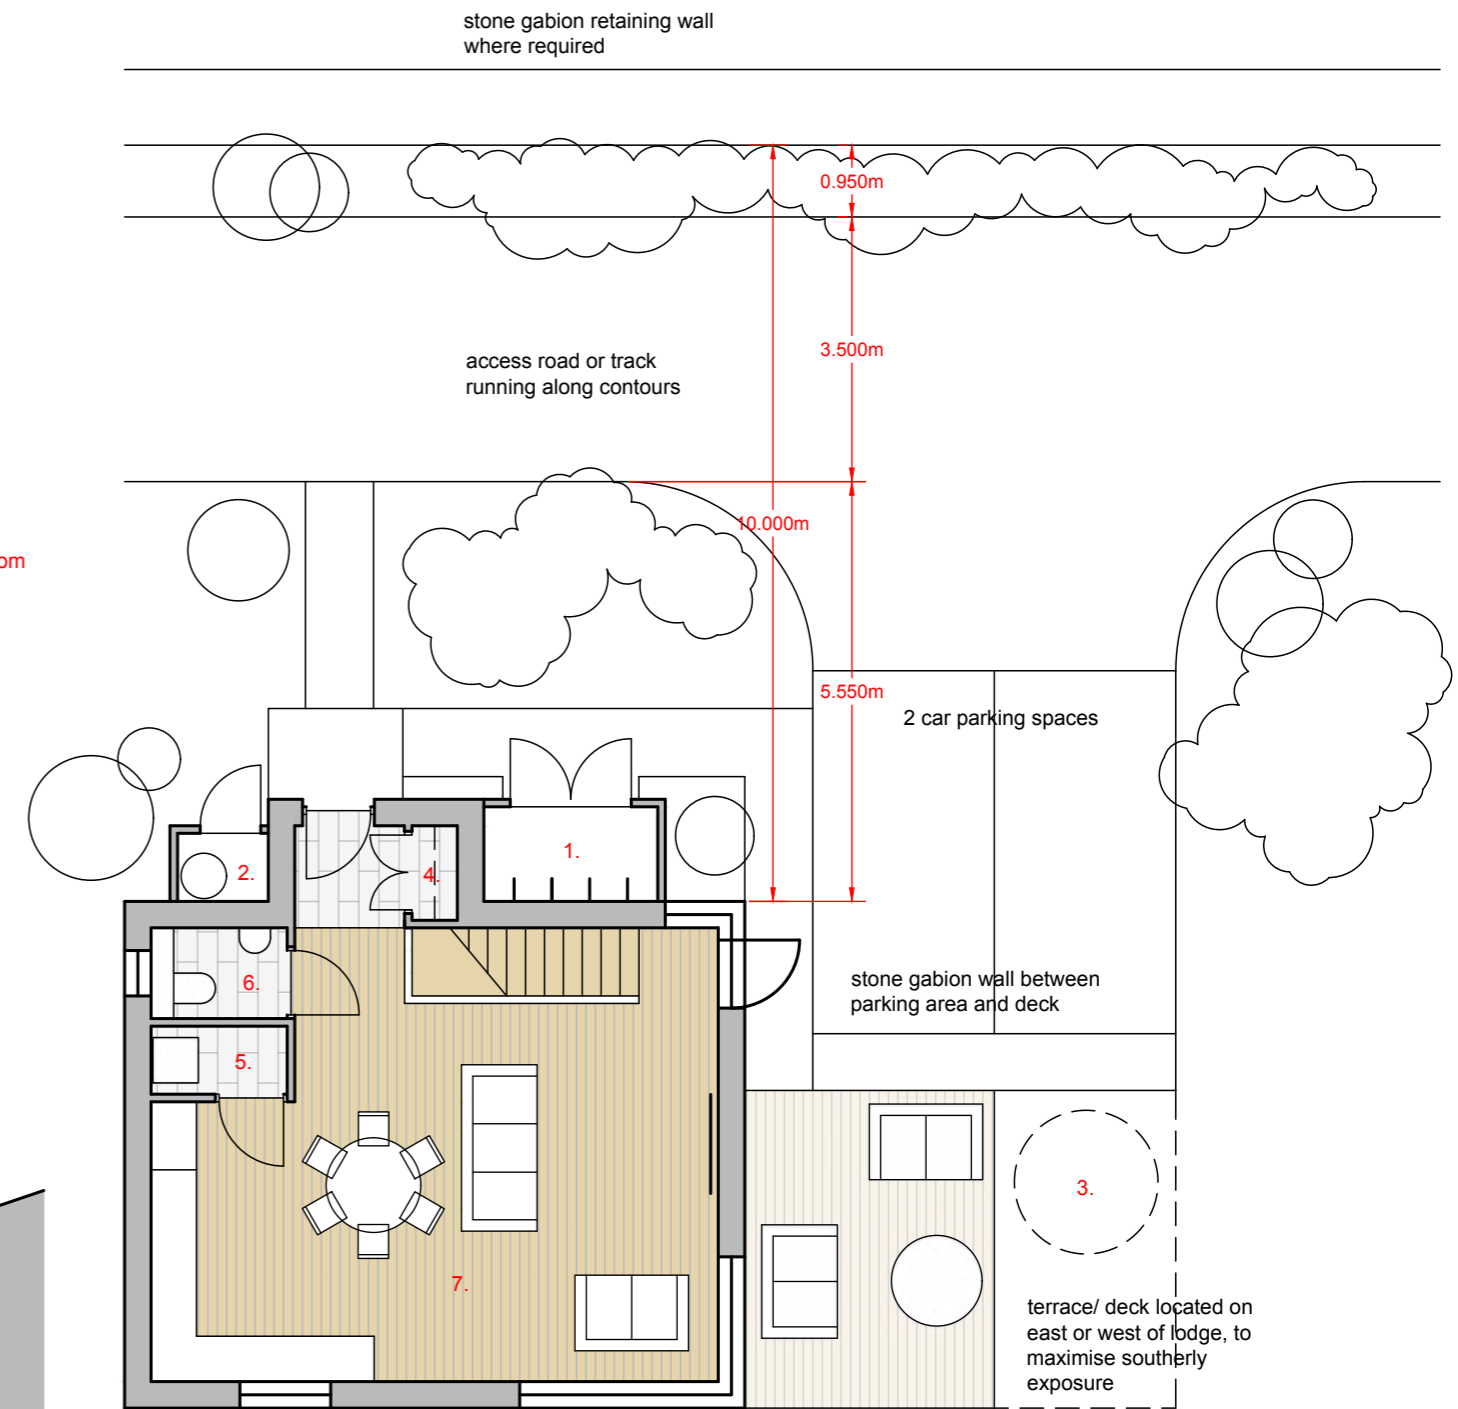 stone gabion retaining wall
where required
0.950m
3.500m
access road or track
running along contours
10.000m
om
5.550m
2 car parking spaces
1.
2.
4.
stone gabion wall between
parking area and deck
6.
5.
3.
7.
terrace/ deck located on
east or west of lodge, to
maximise southerly
exposure